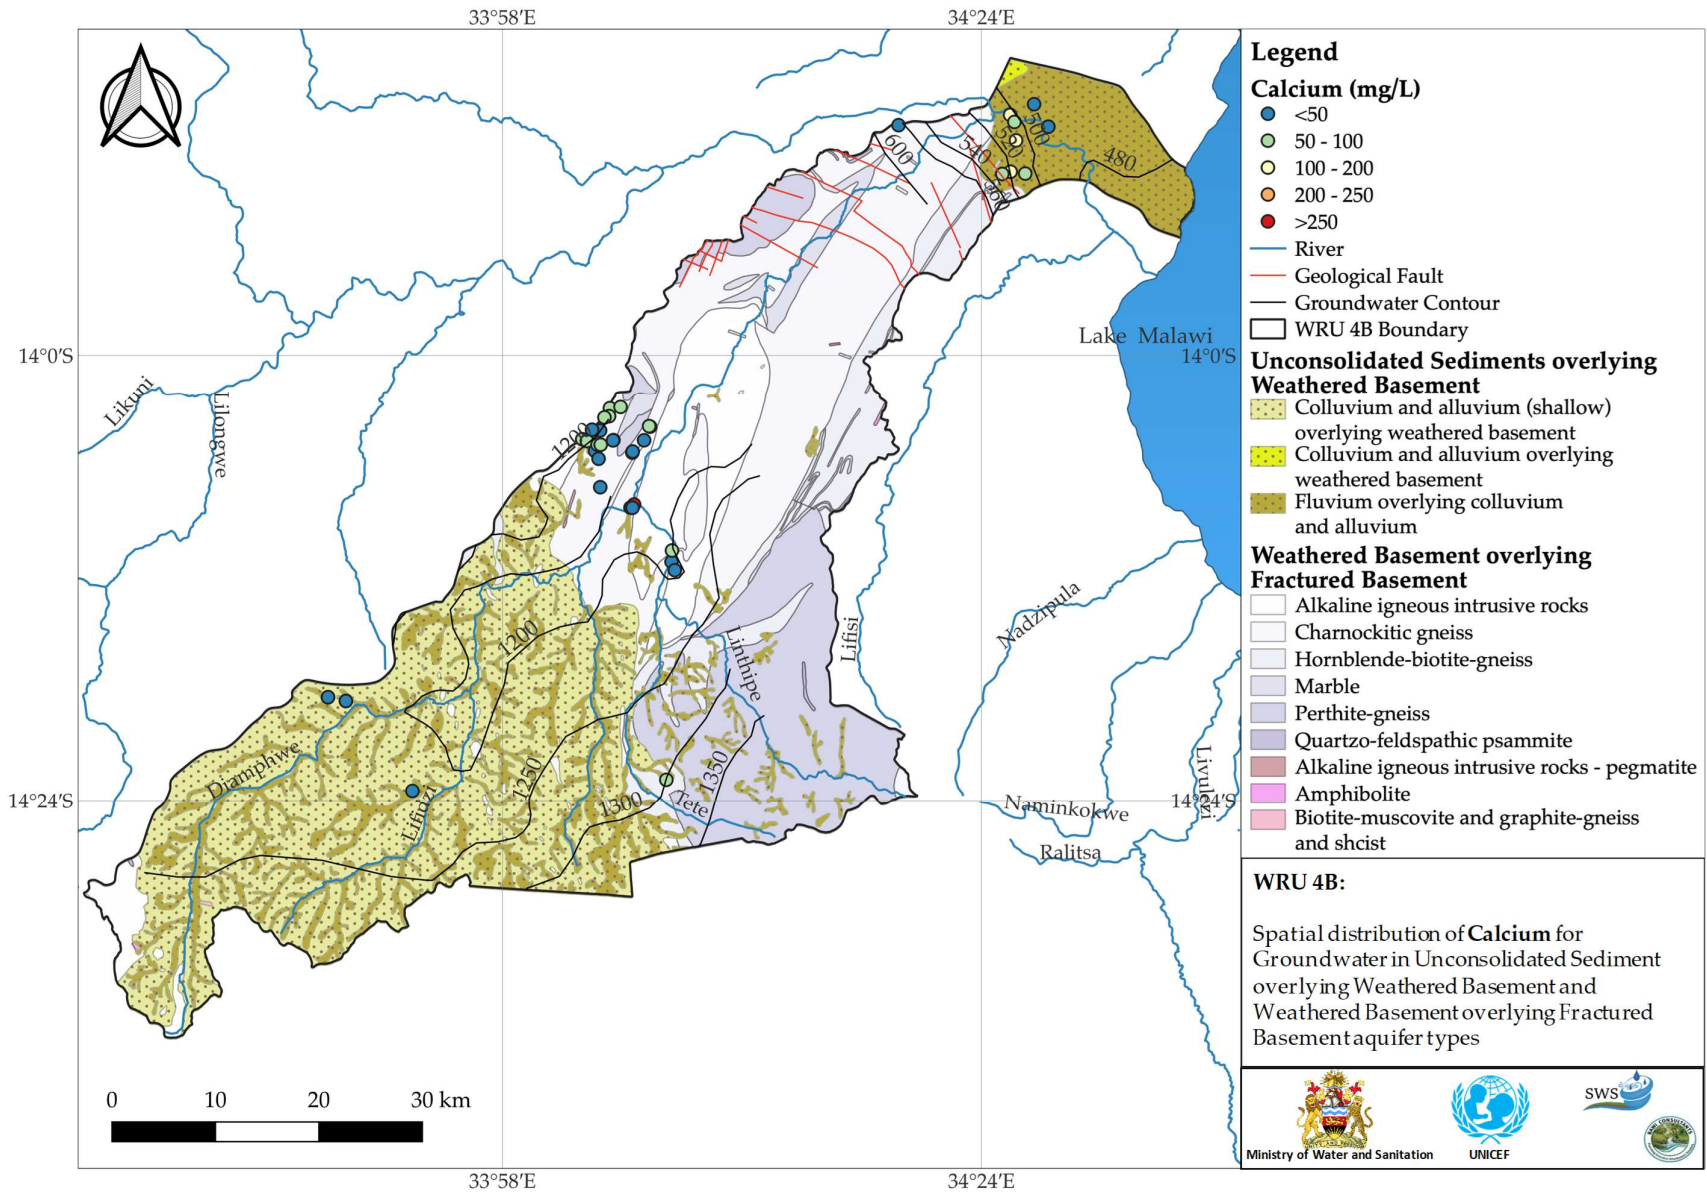 33°58'E
34°24'E
14°0'S
14°0'S
14°24'S
14°24'S
33°58'E
34°24'E
600
540
520
500
480
Lake Malawi
Likuni
Lilongwe
1200
1200
Linthipe
Lifisi
Nadzipula
Diamphwe
Lifinizi
1250
1300
1350
Tete
Naminkokwe
Ralitsa
Livulezi
0 10 20 30 km
Legend
Calcium (mg/L)
<50
50 - 100
100 - 200
200 - 250
>250
River
Geological Fault
Groundwater Contour
WRU 4B Boundary
Unconsolidated Sediments overlying
Weathered Basement
Colluvium and alluvium (shallow)
overlying weathered basement
Colluvium and alluvium overlying
weathered basement
Fluvium overlying colluvium
and alluvium
Weathered Basement overlying
Fractured Basement
Alkaline igneous intrusive rocks
Charnockitic gneiss
Hornblende-biotite-gneiss
Marble
Perthite-gneiss
Quartzo-feldspathic psammite
Alkaline igneous intrusive rocks - pegmatite
Amphibolite
Biotite-muscovite and graphite-gneiss
and shcist
WRU 4B:
Spatial distribution of Calcium for
Groundwater in Unconsolidated Sediment
overlying Weathered Basement and
Weathered Basement overlying Fractured
Basement aquifer types
Ministry of Water and Sanitation
UNICEF
SWS